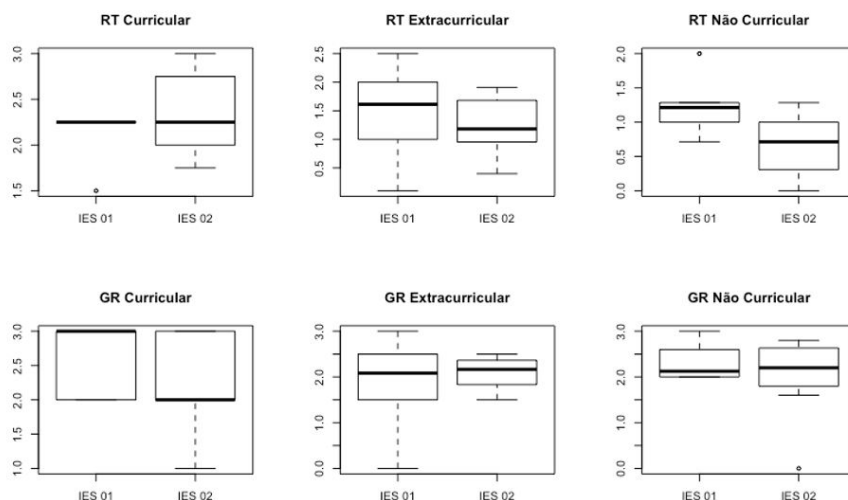 RT Curricular
3.0
2.5
2.0
1.5
IES 01 IES 02
RT Extracurricular
2.5
2.0
1.5
1.0
0.5
IES 01 IES 02
RT Não Curricular
2.0
1.5
1.0
0.5
0.0
IES 01 IES 02
GR Curricular
3.0
2.5
2.0
1.5
1.0
IES 01 IES 02
GR Extracurricular
3.0
2.0
1.0
0.0
IES 01 IES 02
GR Não Curricular
3.0
2.0
1.0
0.0
IES 01 IES 02